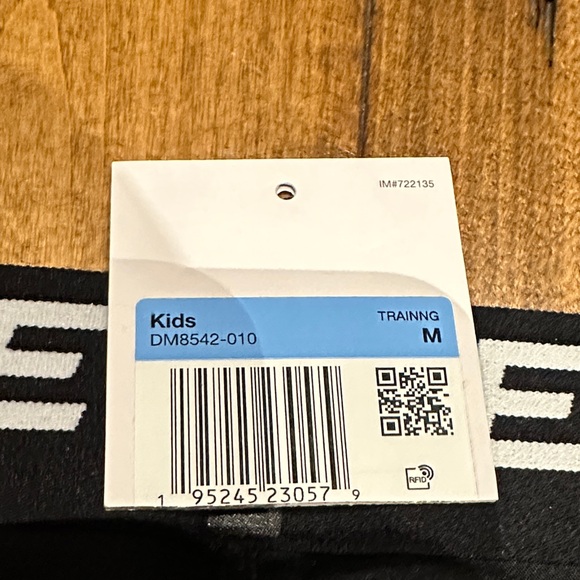 IM#722135
Kids TRAINNG
DM8542-010 M
RFID
1 95245 23057 9